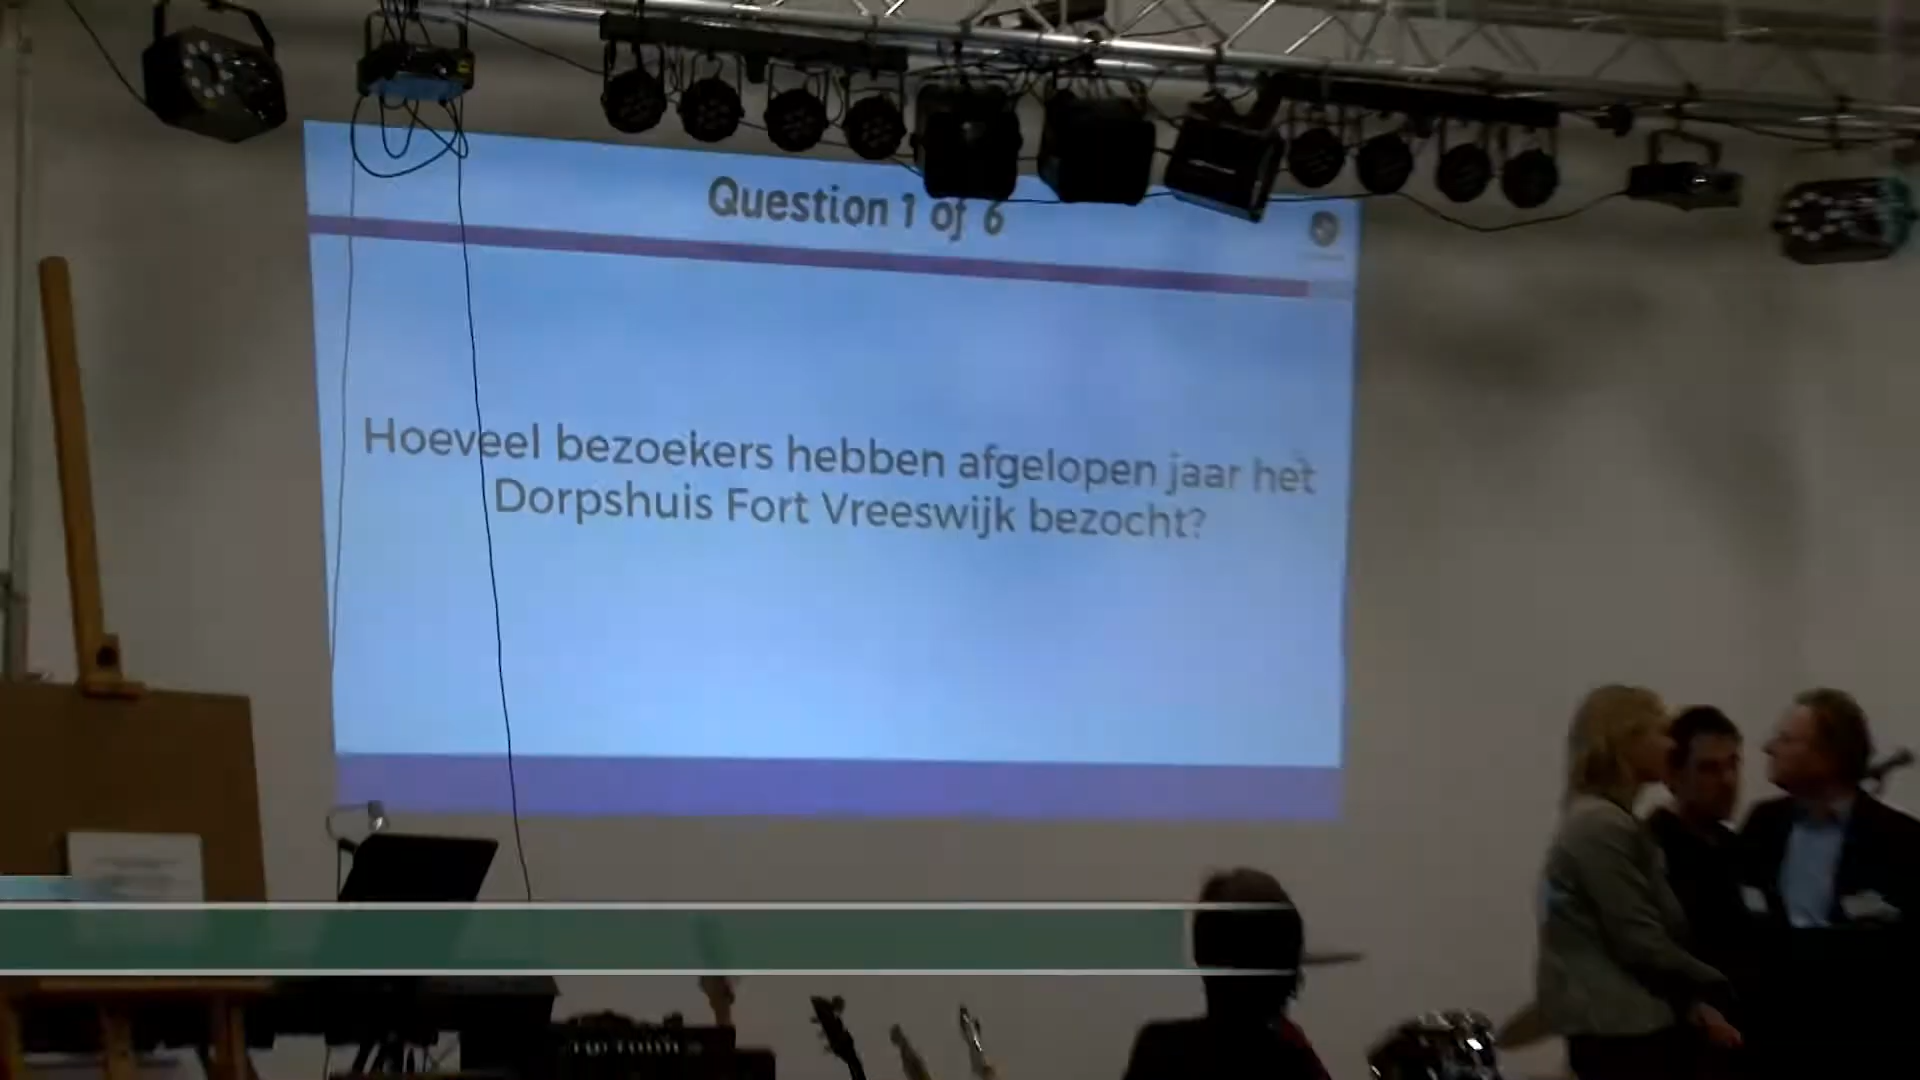 Question 1 of 6
Hoeveel bezoekers hebben afgelopen jaar het
Dorpshuis Fort Vreeswijk bezocht?